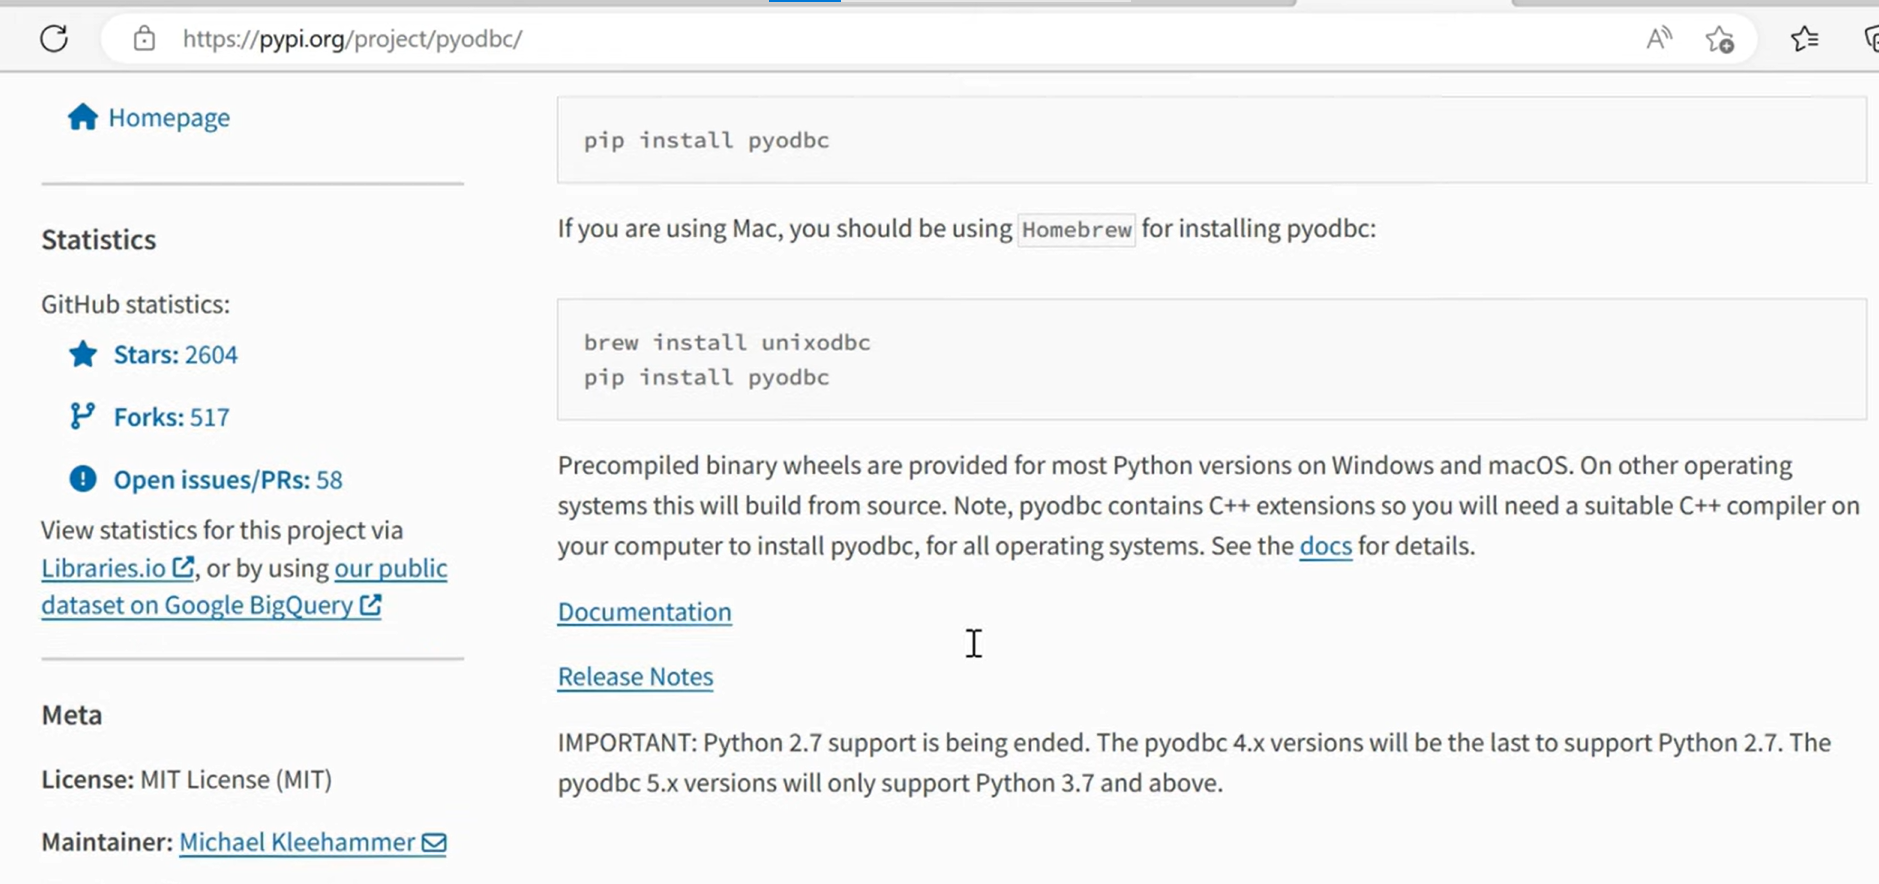 https://pypi.org/project/pyodbc/
Homepage
Statistics
GitHub statistics:
Stars: 2604
Forks: 517
Open issues/PRs: 58
View statistics for this project via
Libraries.io, or by using our public
dataset on Google BigQuery
Meta
License: MIT License (MIT)
Maintainer: Michael Kleehammer
pip install pyodbc
If you are using Mac, you should be using Homebrew for installing pyodbc:
brew install unixodbc
pip install pyodbc
Precompiled binary wheels are provided for most Python versions on Windows and macOS. On other operating
systems this will build from source. Note, pyodbc contains C++ extensions so you will need a suitable C++ compiler on
your computer to install pyodbc, for all operating systems. See the docs for details.
Documentation
Release Notes
IMPORTANT: Python 2.7 support is being ended. The pyodbc 4.x versions will be the last to support Python 2.7. The
pyodbc 5.x versions will only support Python 3.7 and above.